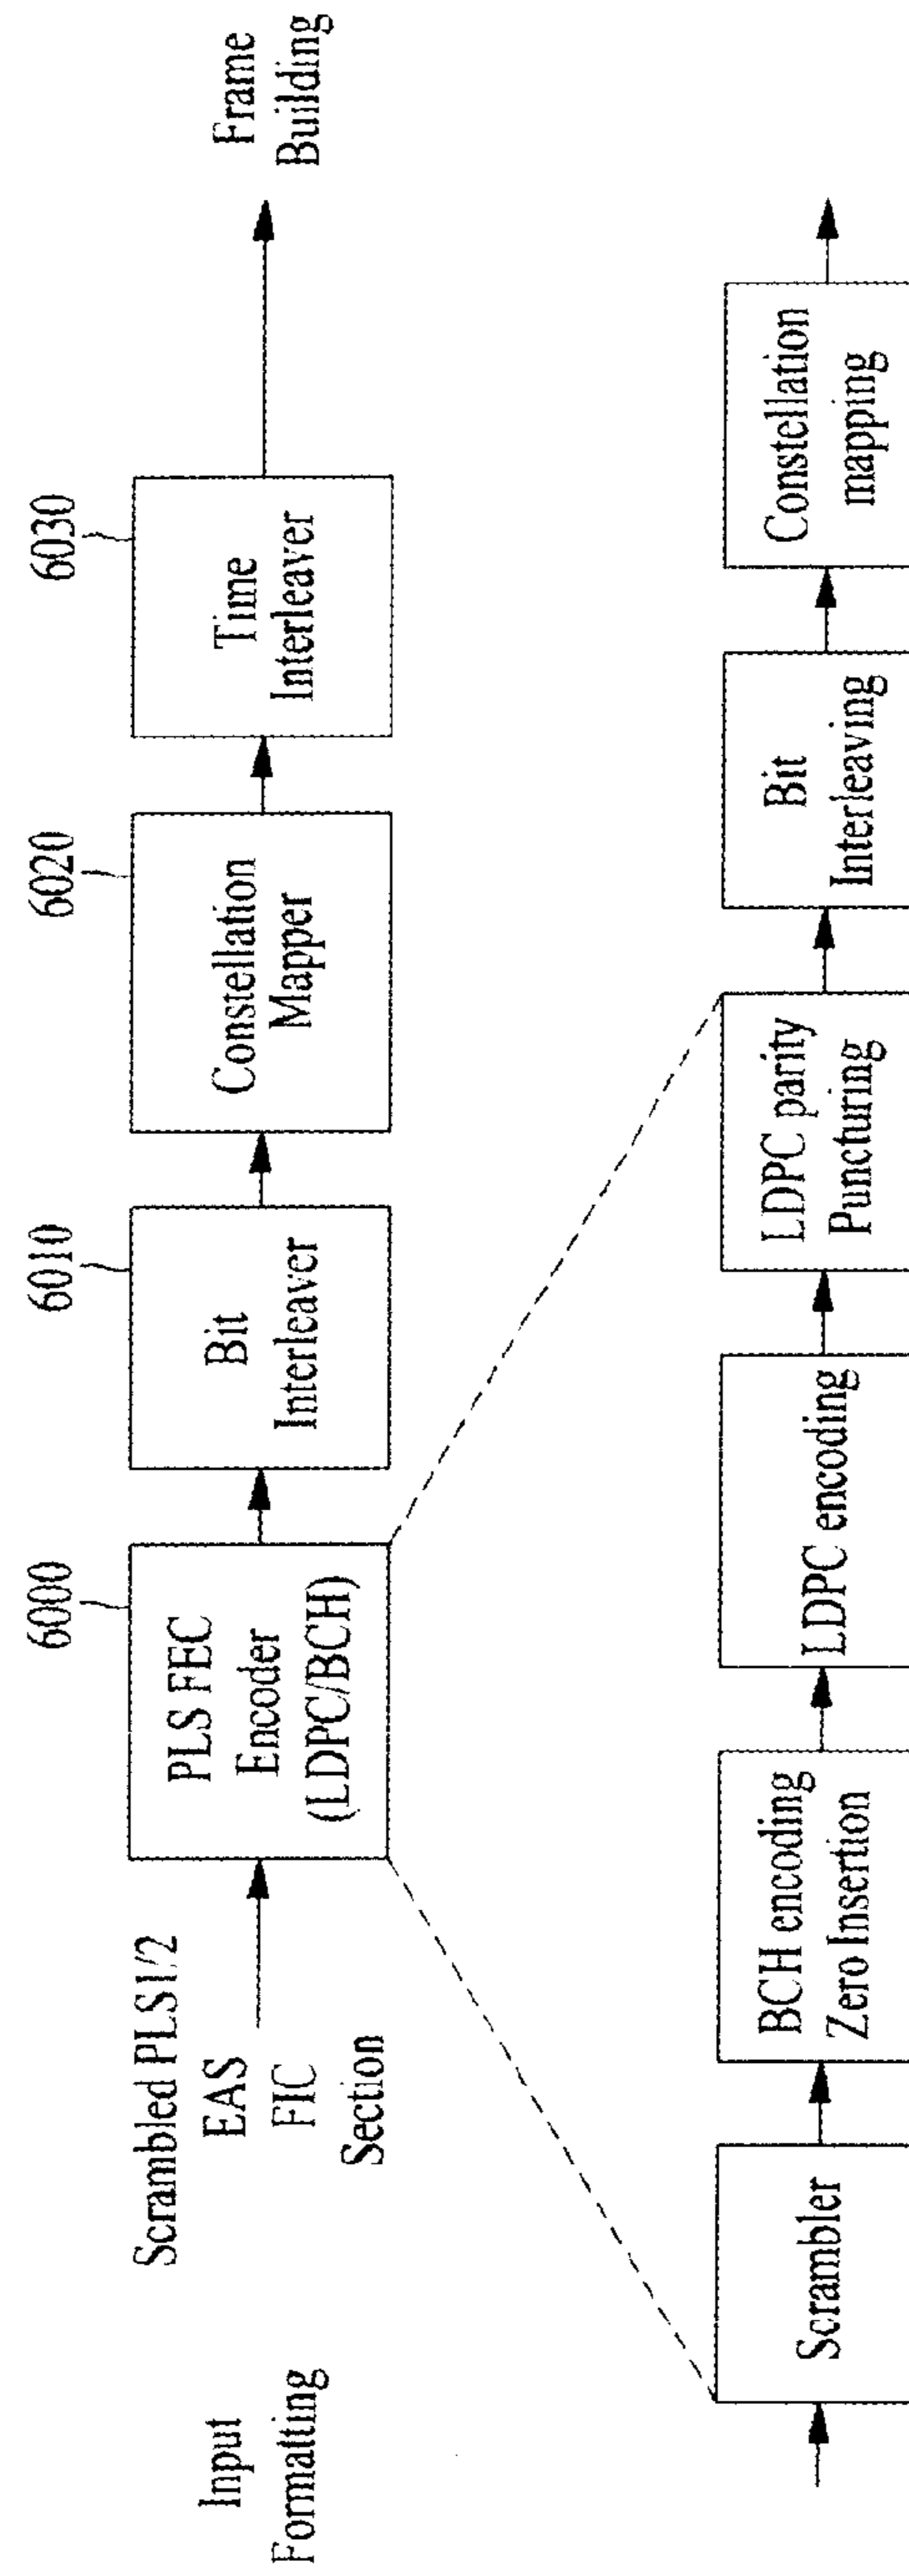 Input
Formatting
Scrambled PLS1/2
EAS
FIC
Section
6000
PLS FEC
Encoder
(LDPC/BCH)
6010
Bit
Interleaver
6020
Constellation
Mapper
6030
Time
Interleaver
Frame
Building
Scrambler
BCH encoding
Zero Insertion
LDPC encoding
LDPC parity
Puncturing
Bit
Interleaving
Constellation
mapping